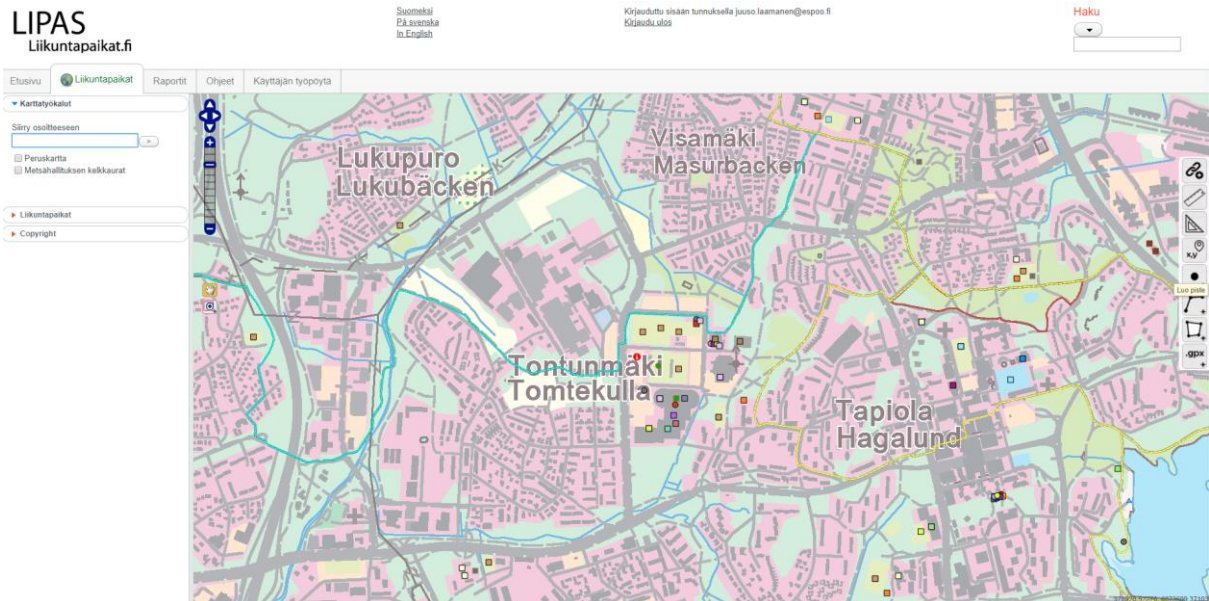 LIPAS
Liikuntapaikat.fi
Suomeksi
På svenska
In English
Kirjauduttu sisään tunnuksella juuso.laamanen@espoo.fi
Kirjaudu ulos
Haku
Etusivu
Liikuntapaikat
Raportit
Ohjeet
Käyttäjän työpöytä
Karttatyökalut
Siirry osoitteeseen
>
Peruskartta
Metsähallituksen kelkkaurat
Liikuntapaikat
Copyright
Lukupuro
Lukubäcken
Visamäki
Masurbacken
Tontunmäki
Tomtekulla
Tapiola
Hagalund
x,y
Luo piste
.gpx